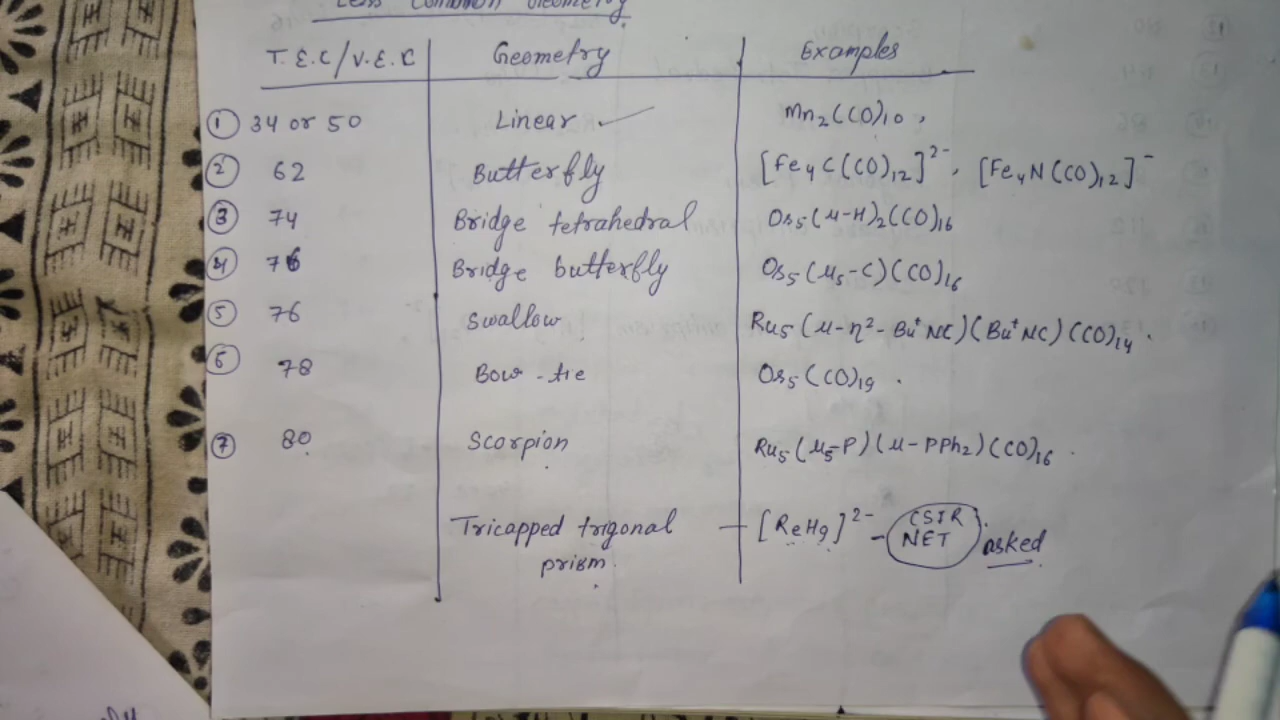 Less Common Geometry
T.E.C/V.E.C Geometry Examples
① 34 or 50 Linear ✓ Mn₂(CO)₁₀,
② 62 Butterfly [Fe₄C(CO)₁₂]²⁻, [Fe₄N(CO)₁₂]⁻
③ 74 Bridge tetrahedral Os₅(μ-H)₂(CO)₁₆
④ 76 Bridge butterfly Os₅(μ₅-C)(CO)₁₆
⑤ 76 Swallow Ru₅(μ-η²-BuᵗNC)(BuᵗNC)(CO)₁₄.
⑥ 78 Bow-tie Os₅(CO)₁₉.
⑦ 80 Scorpion Ru₅(μ₅-P)(μ-PPh₂)(CO)₁₆.
Tricapped trigonal — [ReH₉]²⁻ - CSIR NET asked
prism.